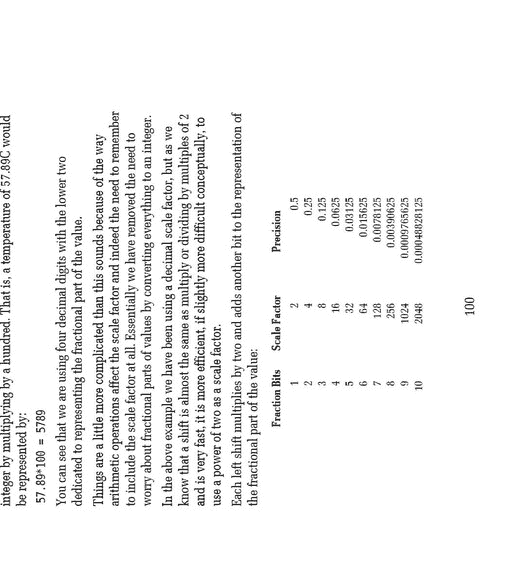 integer by multiplying by a hundred. That is, a temperature of 57.89C would
be represented by:
57.89*100 = 5789
You can see that we are using four decimal digits with the lower two
dedicated to representing the fractional part of the value.
Things are a little more complicated than this sounds because of the way
arithmetic operations affect the scale factor and indeed the need to remember
to include the scale factor at all. Essentially we have removed the need to
worry about fractional parts of values by converting everything to an integer.
In the above example we have been using a decimal scale factor, but as we
know that a shift is almost the same as multiply or dividing by multiples of 2
and is very fast, it is more efficient, if slightly more difficult conceptually, to
use a power of two as a scale factor.
Each left shift multiplies by two and adds another bit to the representation of
the fractional part of the value:
Fraction Bits Scale Factor Precision
1 2 0.5
2 4 0.25
3 8 0.125
4 16 0.0625
5 32 0.03125
6 64 0.015625
7 128 0.0078125
8 256 0.00390625
9 1024 0.0009765625
10 2048 0.00048828125
100